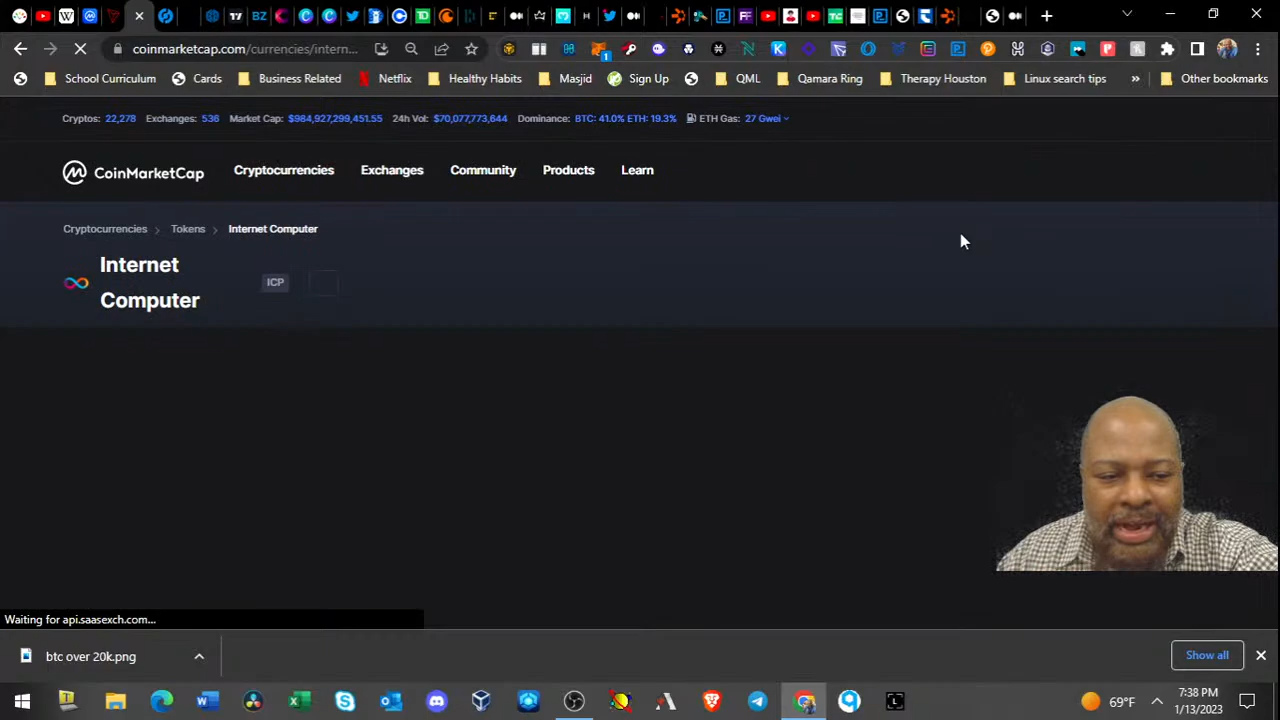 coinmarketcap.com/currencies/intern...
School Curriculum
Cards
Business Related
Netflix
Healthy Habits
Masjid
Sign Up
QML
Qamara Ring
Therapy Houston
Linux search tips
»
Other bookmarks
Cryptos: 22,278 Exchanges: 536 Market Cap: $984,927,299,451.55 24h Vol: $70,077,773,644 Dominance: BTC: 41.0% ETH: 19.3% ETH Gas: 27 Gwei
CoinMarketCap
Cryptocurrencies
Exchanges
Community
Products
Learn
Cryptocurrencies > Tokens > Internet Computer
Internet
Computer
ICP
Waiting for api.saasexch.com...
btc over 20k.png
Show all
69°F
7:38 PM
1/13/2023